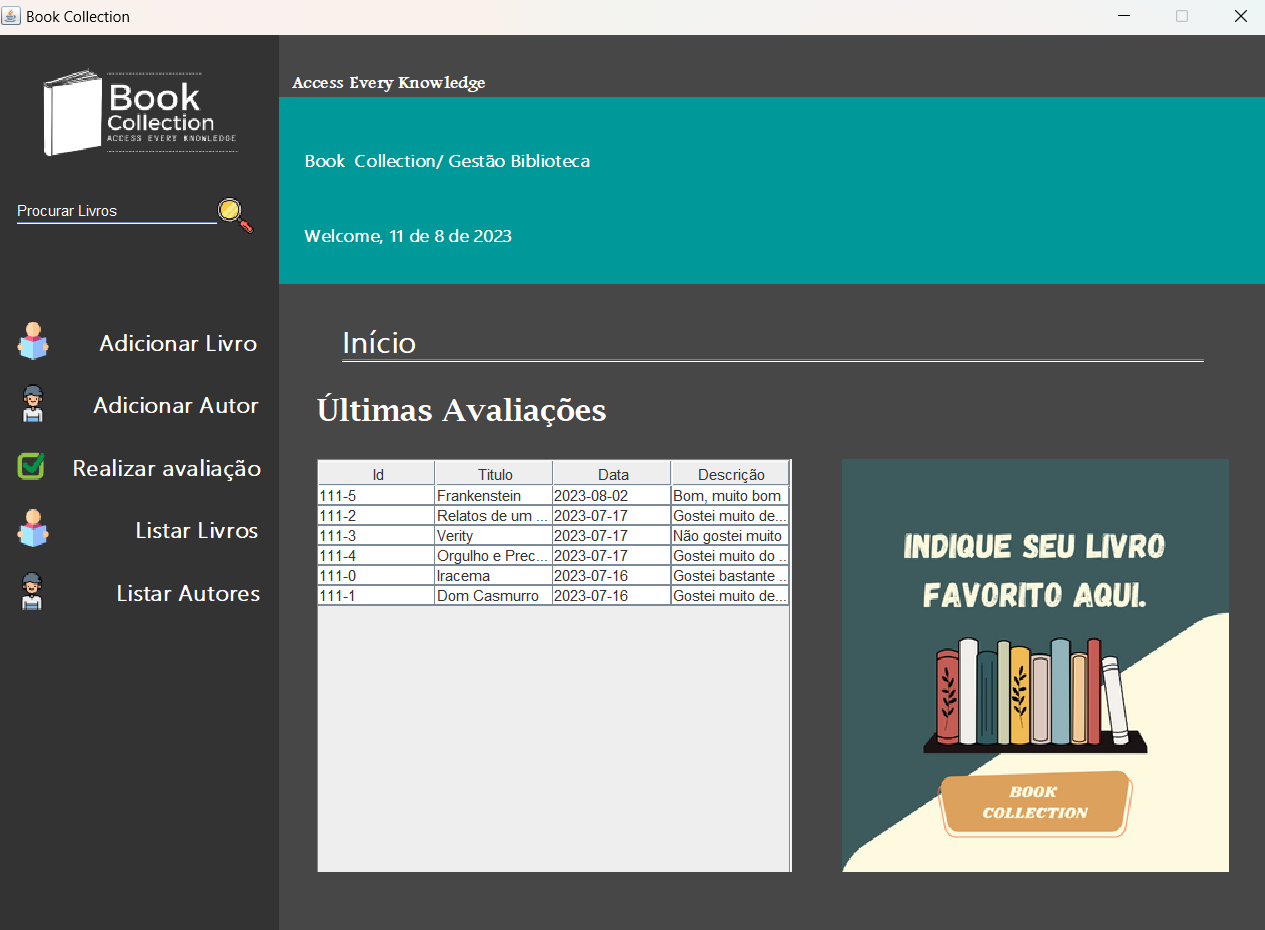 Book Collection
Book
Collection
ACCESS EVERY KNOWLEDGE
Procurar Livros
Adicionar Livro
Adicionar Autor
Realizar avaliação
Listar Livros
Listar Autores
Access Every Knowledge
Book Collection/ Gestão Biblioteca
Welcome, 11 de 8 de 2023
Início
Últimas Avaliações
Id Titulo Data Descrição
111-5 Frankenstein 2023-08-02 Bom, muito bom
111-2 Relatos de um ... 2023-07-17 Gostei muito de...
111-3 Verity 2023-07-17 Não gostei muito
111-4 Orgulho e Prec... 2023-07-17 Gostei muito do ..
111-0 Iracema 2023-07-16 Gostei bastante ..
111-1 Dom Casmurro 2023-07-16 Gostei muito de...
INDIQUE SEU LIVRO
FAVORITO AQUI.
BOOK
COLLECTION